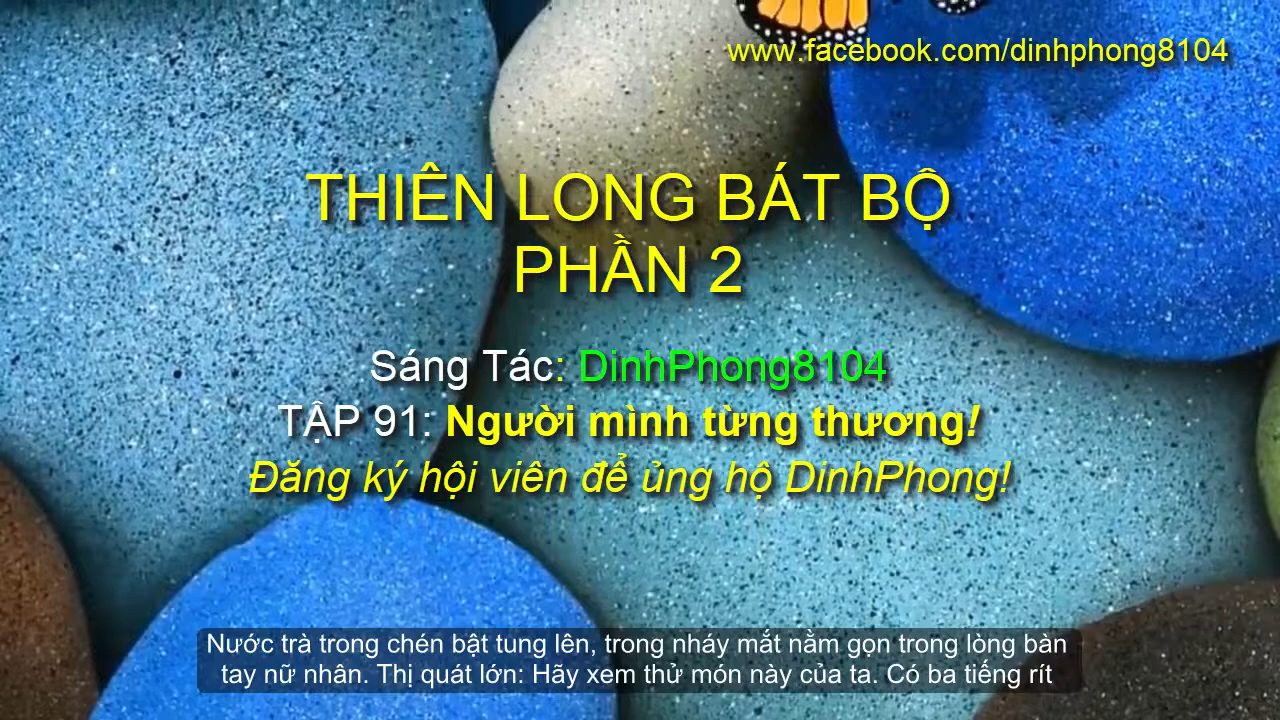 www.facebook.com/dinhphong8104
THIÊN LONG BÁT BỘ
PHẦN 2
Sáng Tác: DinhPhong8104
TẬP 91: Người mình từng thương!
Đăng ký hội viên để ủng hộ DinhPhong!
Nước trà trong chén bật tung lên, trong nháy mắt nằm gọn trong lòng bàn
tay nữ nhân. Thị quát lớn: Hãy xem thử món này của ta. Có ba tiếng rít